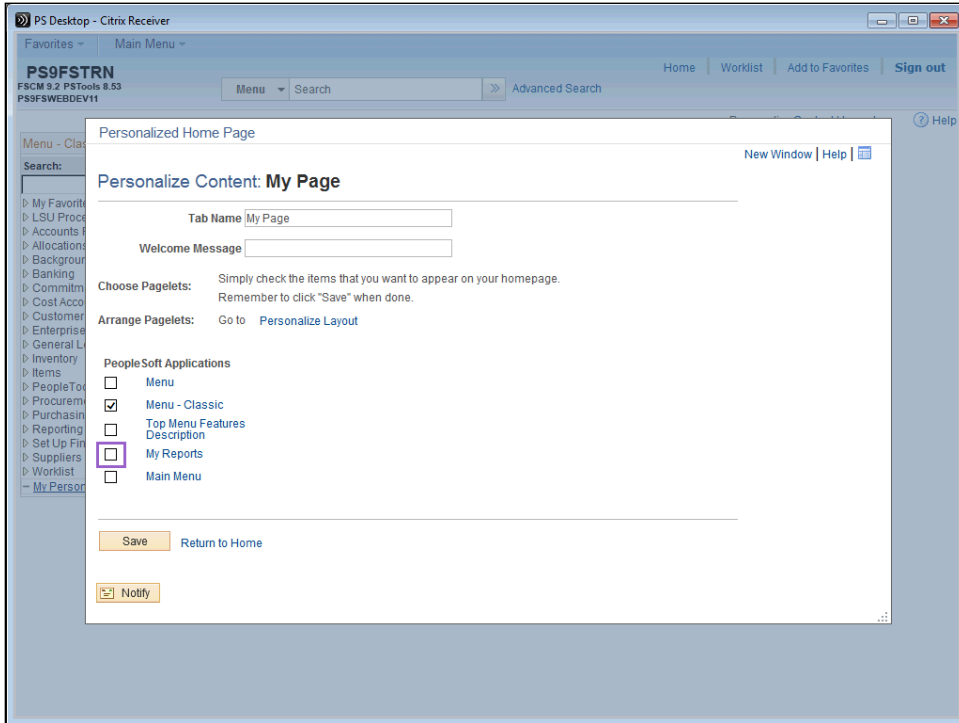 PS Desktop - Citrix Receiver
Favorites Main Menu
PS9FSTRN
FSCM 9.2 PSTools 8.53
PS9FSWEBDEV11
Home Worklist Add to Favorites Sign out
Menu Search » Advanced Search
Help
Personalized Home Page
New Window | Help |
Personalize Content: My Page
Tab Name My Page
Welcome Message
Choose Pagelets: Simply check the items that you want to appear on your homepage.
Remember to click "Save" when done.
Arrange Pagelets: Go to Personalize Layout
PeopleSoft Applications
Menu
Menu - Classic
Top Menu Features
Description
My Reports
Main Menu
Save Return to Home
Notify
Menu - Clas
Search:
My Favorite
LSU Proce
Accounts
Allocations
Backgroun
Banking
Commitm
Cost Acco
Customer
Enterprise
General L
Inventory
Items
PeopleToo
Procurem
Purchasin
Reporting
Set Up Fin
Suppliers
Worklist
My Person